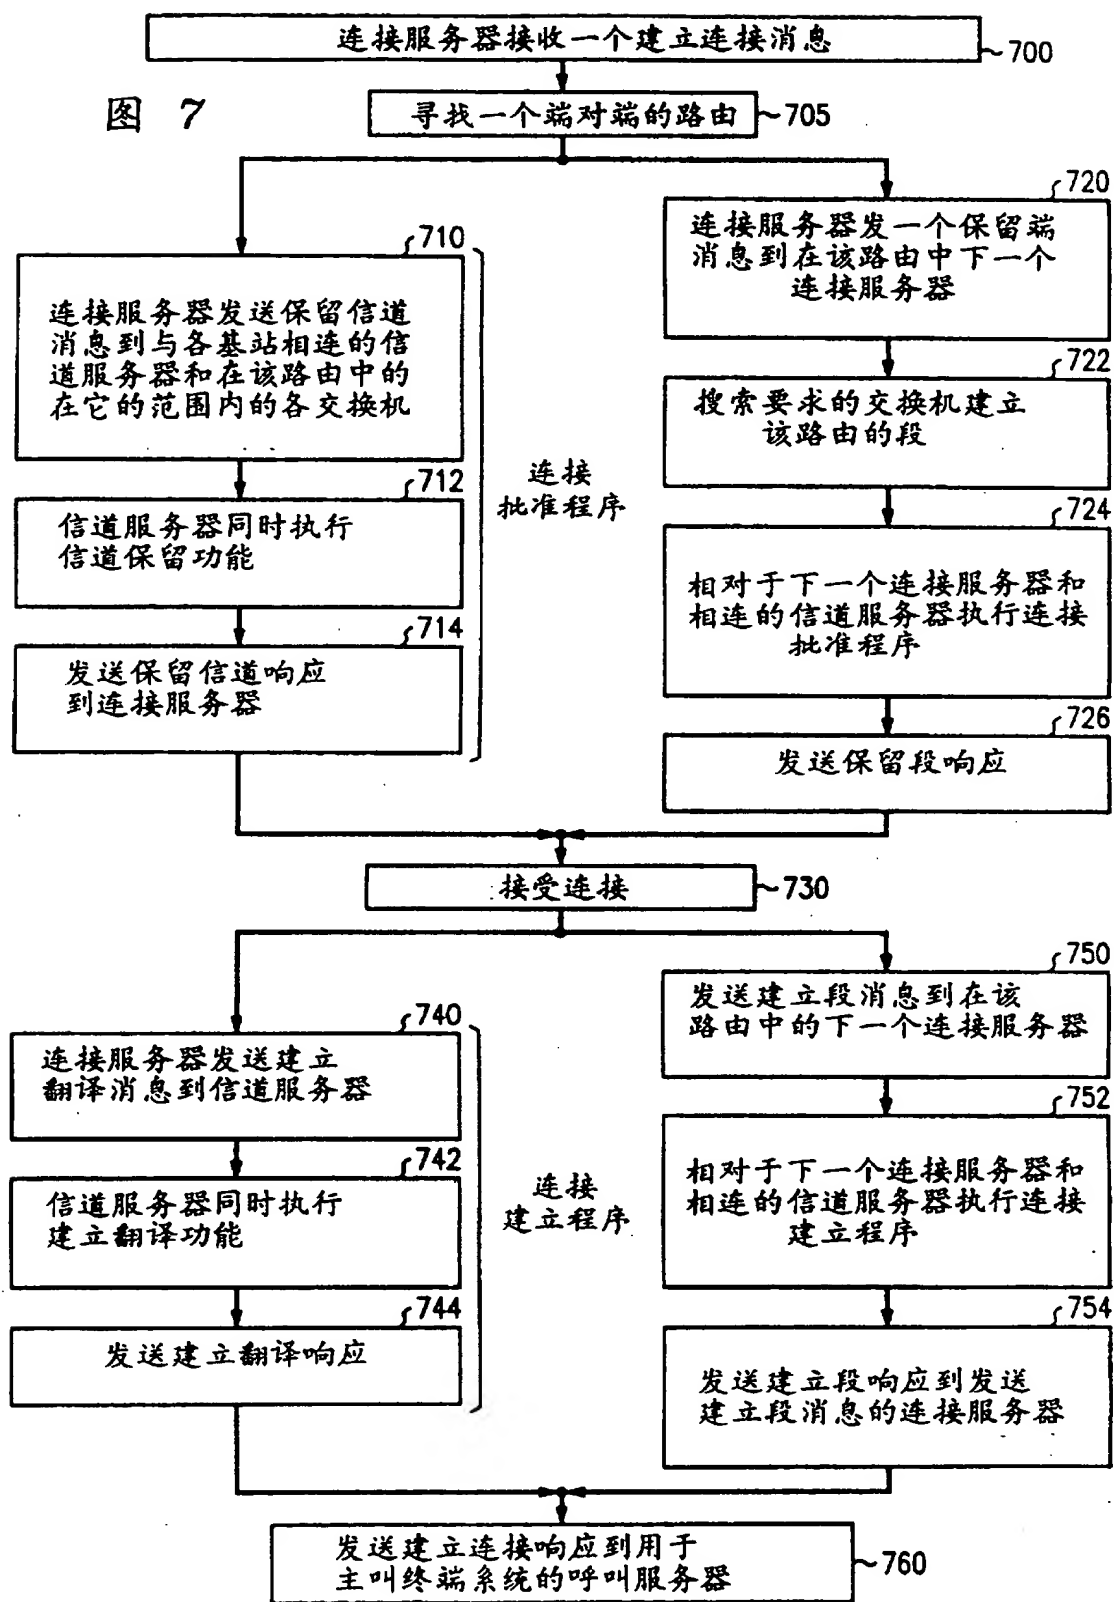 连接服务器接收一个建立连接消息
700
图 7
寻找一个端对端的路由
705
710
连接服务器发送保留信道
消息到与各基站相连的信
道服务器和在该路由中的
在它的范围内的各交换机
712
信道服务器同时执行
信道保留功能
714
发送保留信道响应
到连接服务器
连接
批准程序
720
连接服务器发一个保留端
消息到在该路由中下一个
连接服务器
722
搜索要求的交换机建立
该路由的段
724
相对于下一个连接服务器和
相连的信道服务器执行连接
批准程序
726
发送保留段响应
接受连接
730
740
连接服务器发送建立
翻译消息到信道服务器
742
信道服务器同时执行
建立翻译功能
744
发送建立翻译响应
连接
建立程序
750
发送建立段消息到在该
路由中的下一个连接服务器
752
相对于下一个连接服务器和
相连的信道服务器执行连接
建立程序
754
发送建立段响应到发送
建立段消息的连接服务器
发送建立连接响应到用于
主叫终端系统的呼叫服务器
760